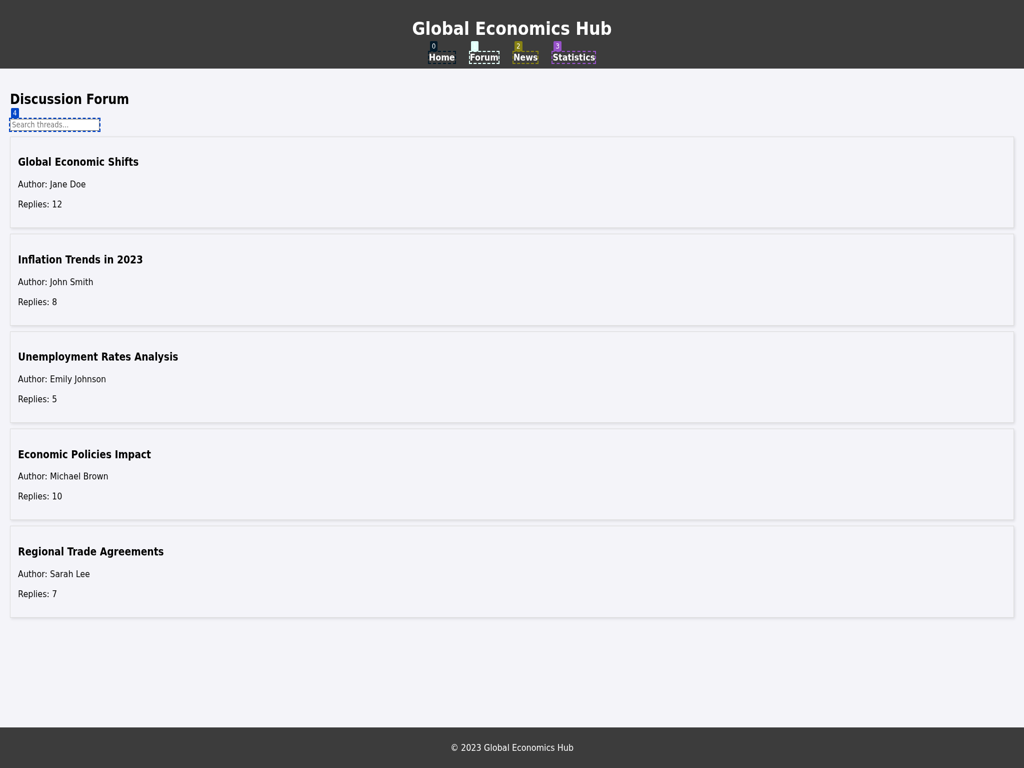 Global Economics Hub
0 2 3
Home Forum News Statistics
Discussion Forum
4
Search threads...
Global Economic Shifts
Author: Jane Doe
Replies: 12
Inflation Trends in 2023
Author: John Smith
Replies: 8
Unemployment Rates Analysis
Author: Emily Johnson
Replies: 5
Economic Policies Impact
Author: Michael Brown
Replies: 10
Regional Trade Agreements
Author: Sarah Lee
Replies: 7
© 2023 Global Economics Hub